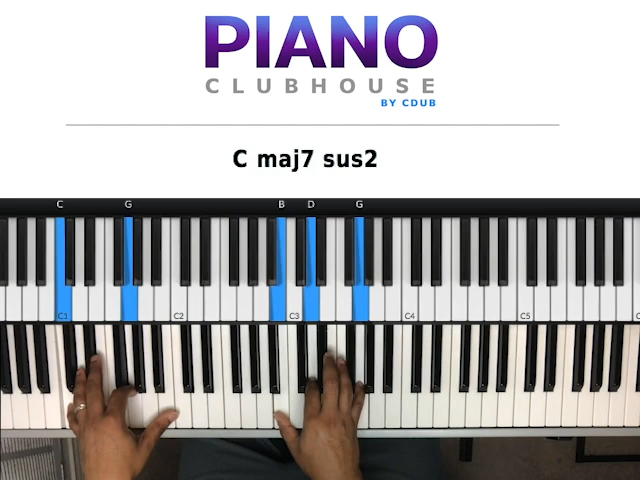 PIANO
CLUBHOUSE
BY CDUB
C maj7 sus2
C G B D G
C1 C2 C3 C4 C5 C